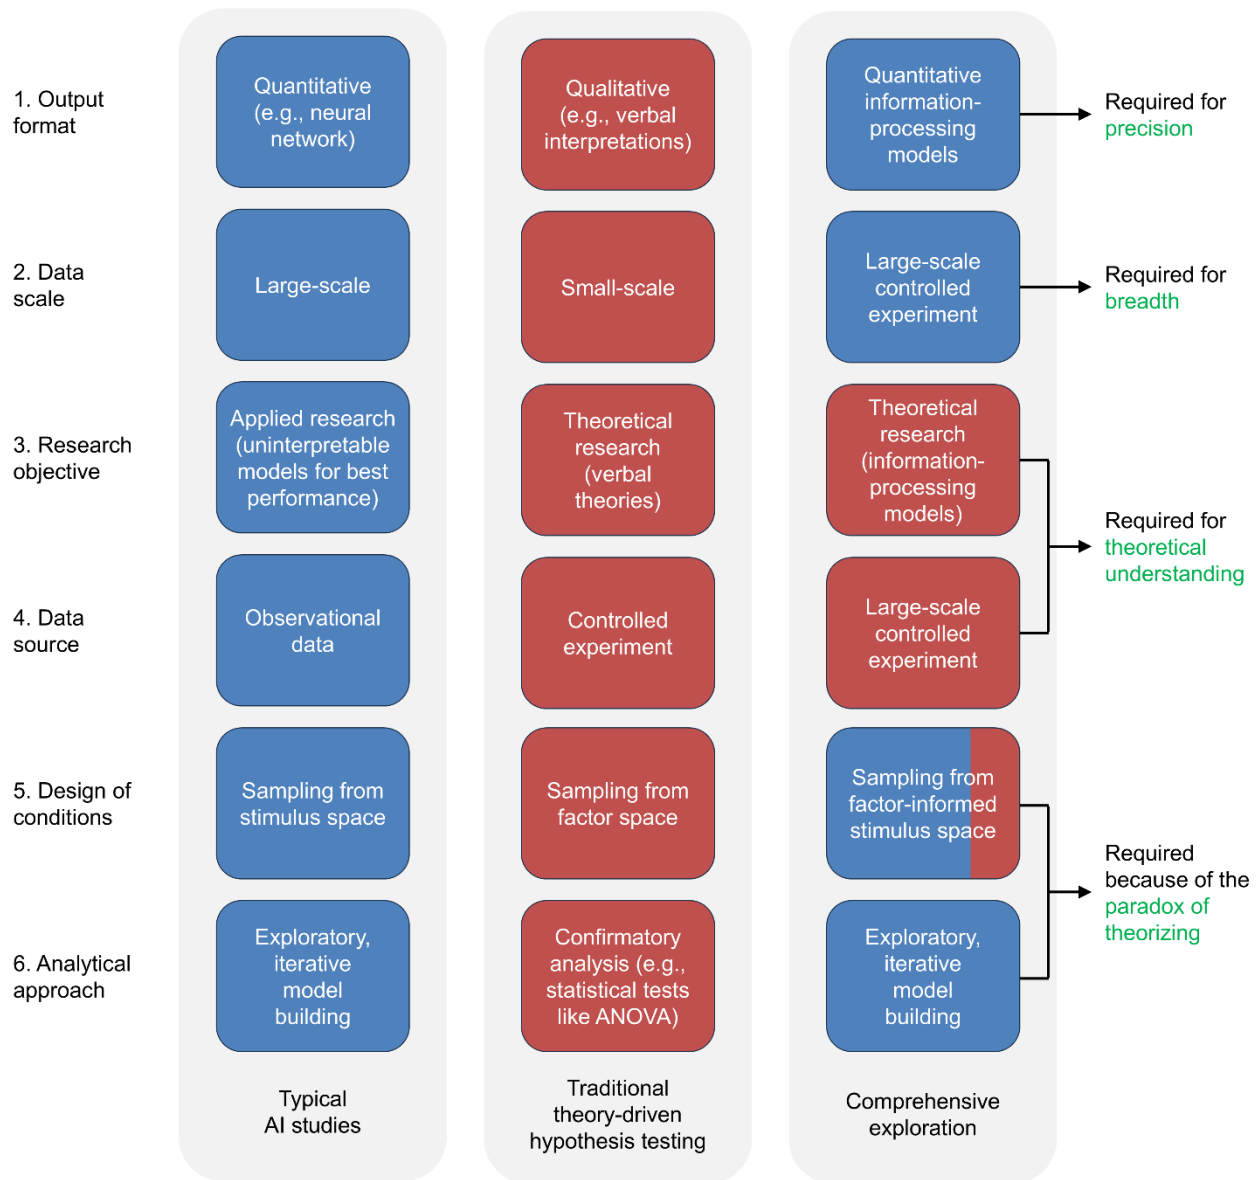 1. Output
format
Quantitative
(e.g., neural
network)
Qualitative
(e.g., verbal
interpretations)
Quantitative
information-
processing
models
Required for
precision
2. Data
scale
Large-scale
Small-scale
Large-scale
controlled
experiment
Required for
breadth
3. Research
objective
Applied research
(uninterpretable
models for best
performance)
Theoretical
research
(verbal
theories)
Theoretical
research
(information-
processing
models)
Required for
theoretical
understanding
4. Data
source
Observational
data
Controlled
experiment
Large-scale
controlled
experiment
5. Design of
conditions
Sampling from
stimulus space
Sampling from
factor space
Sampling from
factor-informed
stimulus space
Required
because of the
paradox of
theorizing
6. Analytical
approach
Exploratory,
iterative
model
building
Confirmatory
analysis (e.g.,
statistical tests
like ANOVA)
Exploratory,
iterative
model
building
Typical
AI studies
Traditional
theory-driven
hypothesis testing
Comprehensive
exploration